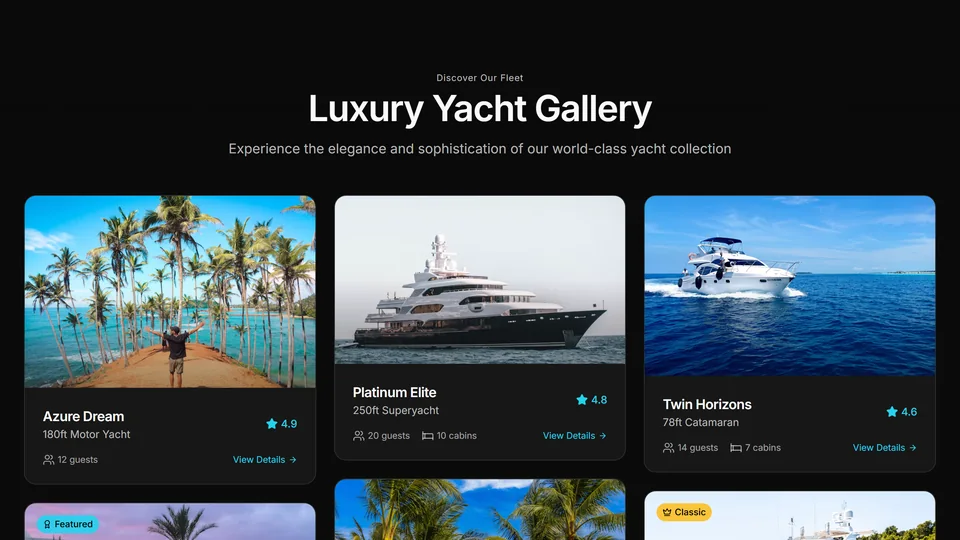 Discover Our Fleet
Luxury Yacht Gallery
Experience the elegance and sophistication of our world-class yacht collection
Azure Dream
180ft Motor Yacht
4.9
12 guests
View Details →
Platinum Elite
250ft Superyacht
4.8
20 guests 10 cabins
View Details →
Twin Horizons
78ft Catamaran
4.6
14 guests 7 cabins
View Details →
Featured
Classic